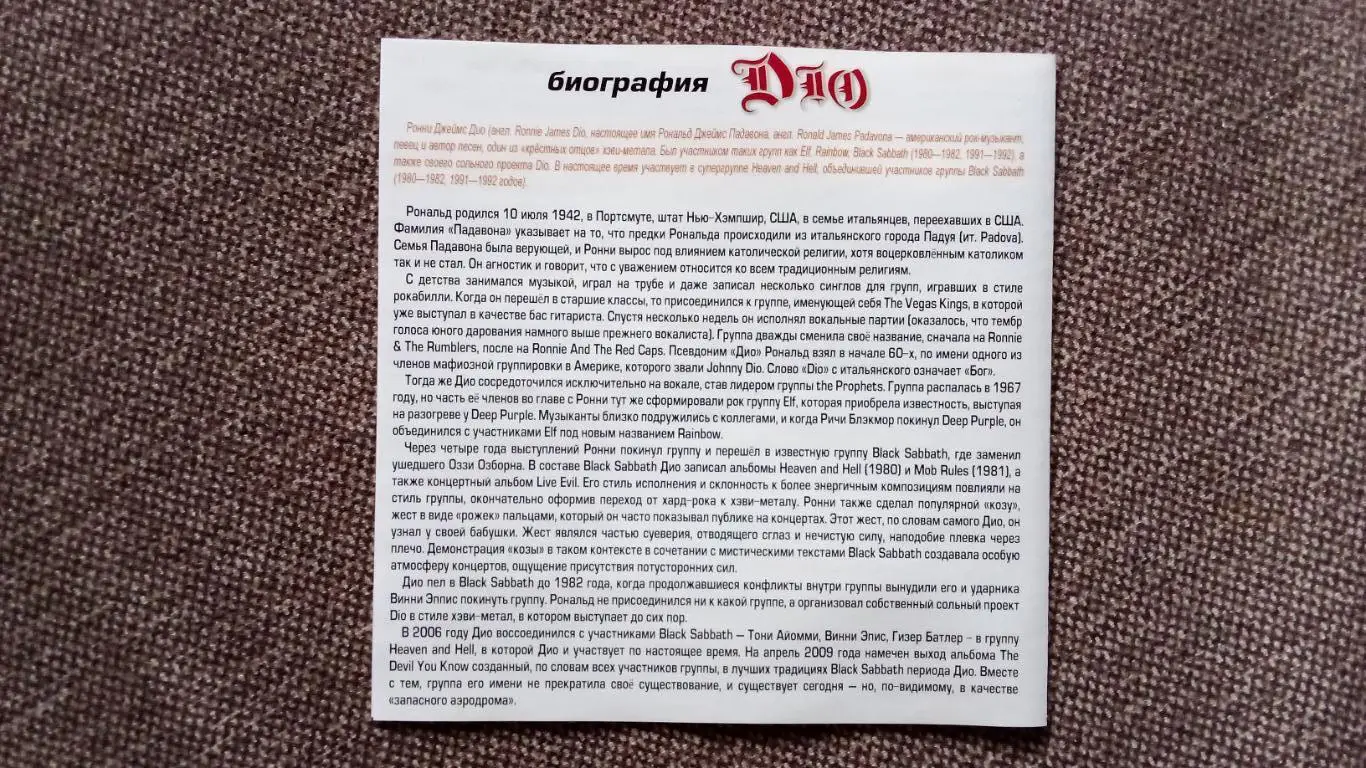 биография DIO
Ронни Джеймс Дио (англ. Ronnie James Dio, настоящее имя Рональд Джеймс Падавона, англ. Ronald James Padavona — американский рок-музыкант,
певец и автор песен, один из «крёстных отцов» хэви-метала. Был участником таких групп как Elf, Rainbow, Black Sabbath (1980—1982, 1991—1992), а
также своего сольного проекта Dio. В настоящее время участвует в супергруппе Heaven and Hell, объединившей участников группы Black Sabbath
(1980—1982, 1991—1992 годов).
Рональд родился 10 июля 1942, в Портсмуте, штат Нью-Хэмпшир, США, в семье итальянцев, переехавших в США.
Фамилия «Падавона» указывает на то, что предки Рональда происходили из итальянского города Падуя (ит. Padova).
Семья Падавона была верующей, и Ронни вырос под влиянием католической религии, хотя воцерковлённым католиком
так и не стал. Он агностик и говорит, что с уважением относится ко всем традиционным религиям.
С детства занимался музыкой, играл на трубе и даже записал несколько синглов для групп, игравших в стиле
рокабилли. Когда он перешёл в старшие классы, то присоединился к группе, именующей себя The Vegas Kings, в которой
уже выступал в качестве бас гитариста. Спустя несколько недель он исполнял вокальные партии (оказалось, что тембр
голоса юного дарования намного выше прежнего вокалиста). Группа дважды сменила своё название, сначала на Ronnie
& The Rumblers, после на Ronnie And The Red Caps. Псевдоним «Дио» Рональд взял в начале 60-х, по имени одного из
членов мафиозной группировки в Америке, которого звали Johnny Dio. Слово «Dio» с итальянского означает «Бог».
Тогда же Дио сосредоточился исключительно на вокале, став лидером группы the Prophets. Группа распалась в 1967
году, но часть её членов во главе с Ронни тут же сформировали рок группу Elf, которая приобрела известность, выступая
на разогреве у Deep Purple. Музыканты близко подружились с коллегами, и когда Ричи Блэкмор покинул Deep Purple, он
объединился с участниками Elf под новым названием Rainbow.
Через четыре года выступлений Ронни покинул группу и перешёл в известную группу Black Sabbath, где заменил
ушедшего Оззи Озборна. В составе Black Sabbath Дио записал альбомы Heaven and Hell (1980) и Mob Rules (1981), а
также концертный альбом Live Evil. Его стиль исполнения и склонность к более энергичным композициям повлияли на
стиль группы, окончательно оформив переход от хард-рока к хэви-металу. Ронни также сделал популярной «козу»,
жест в виде «рожек» пальцами, который он часто показывал публике на концертах. Этот жест, по словам самого Дио, он
узнал у своей бабушки. Жест являлся частью суеверия, отводящего сглаз и нечистую силу, наподобие плевка через
плечо. Демонстрация «козы» в таком контексте в сочетании с мистическими текстами Black Sabbath создавала особую
атмосферу концертов, ощущение присутствия потусторонних сил.
Дио пел в Black Sabbath до 1982 года, когда продолжавшиеся конфликты внутри группы вынудили его и ударника
Винни Эппис покинуть группу. Рональд не присоединился ни к какой группе, а организовал собственный сольный проект
Dio в стиле хэви-метал, в котором выступает до сих пор.
В 2006 году Дио воссоединился с участниками Black Sabbath — Тони Айомми, Винни Эпис, Гизер Батлер - в группу
Heaven and Hell, в которой Дио и участвует по настоящее время. На апрель 2009 года намечен выход альбома The
Devil You Know созданный, по словам всех участников группы, в лучших традициях Black Sabbath периода Дио. Вместе
с тем, группа его имени не прекратила своё существование, и существует сегодня — но, по-видимому, в качестве
«запасного аэродрома».